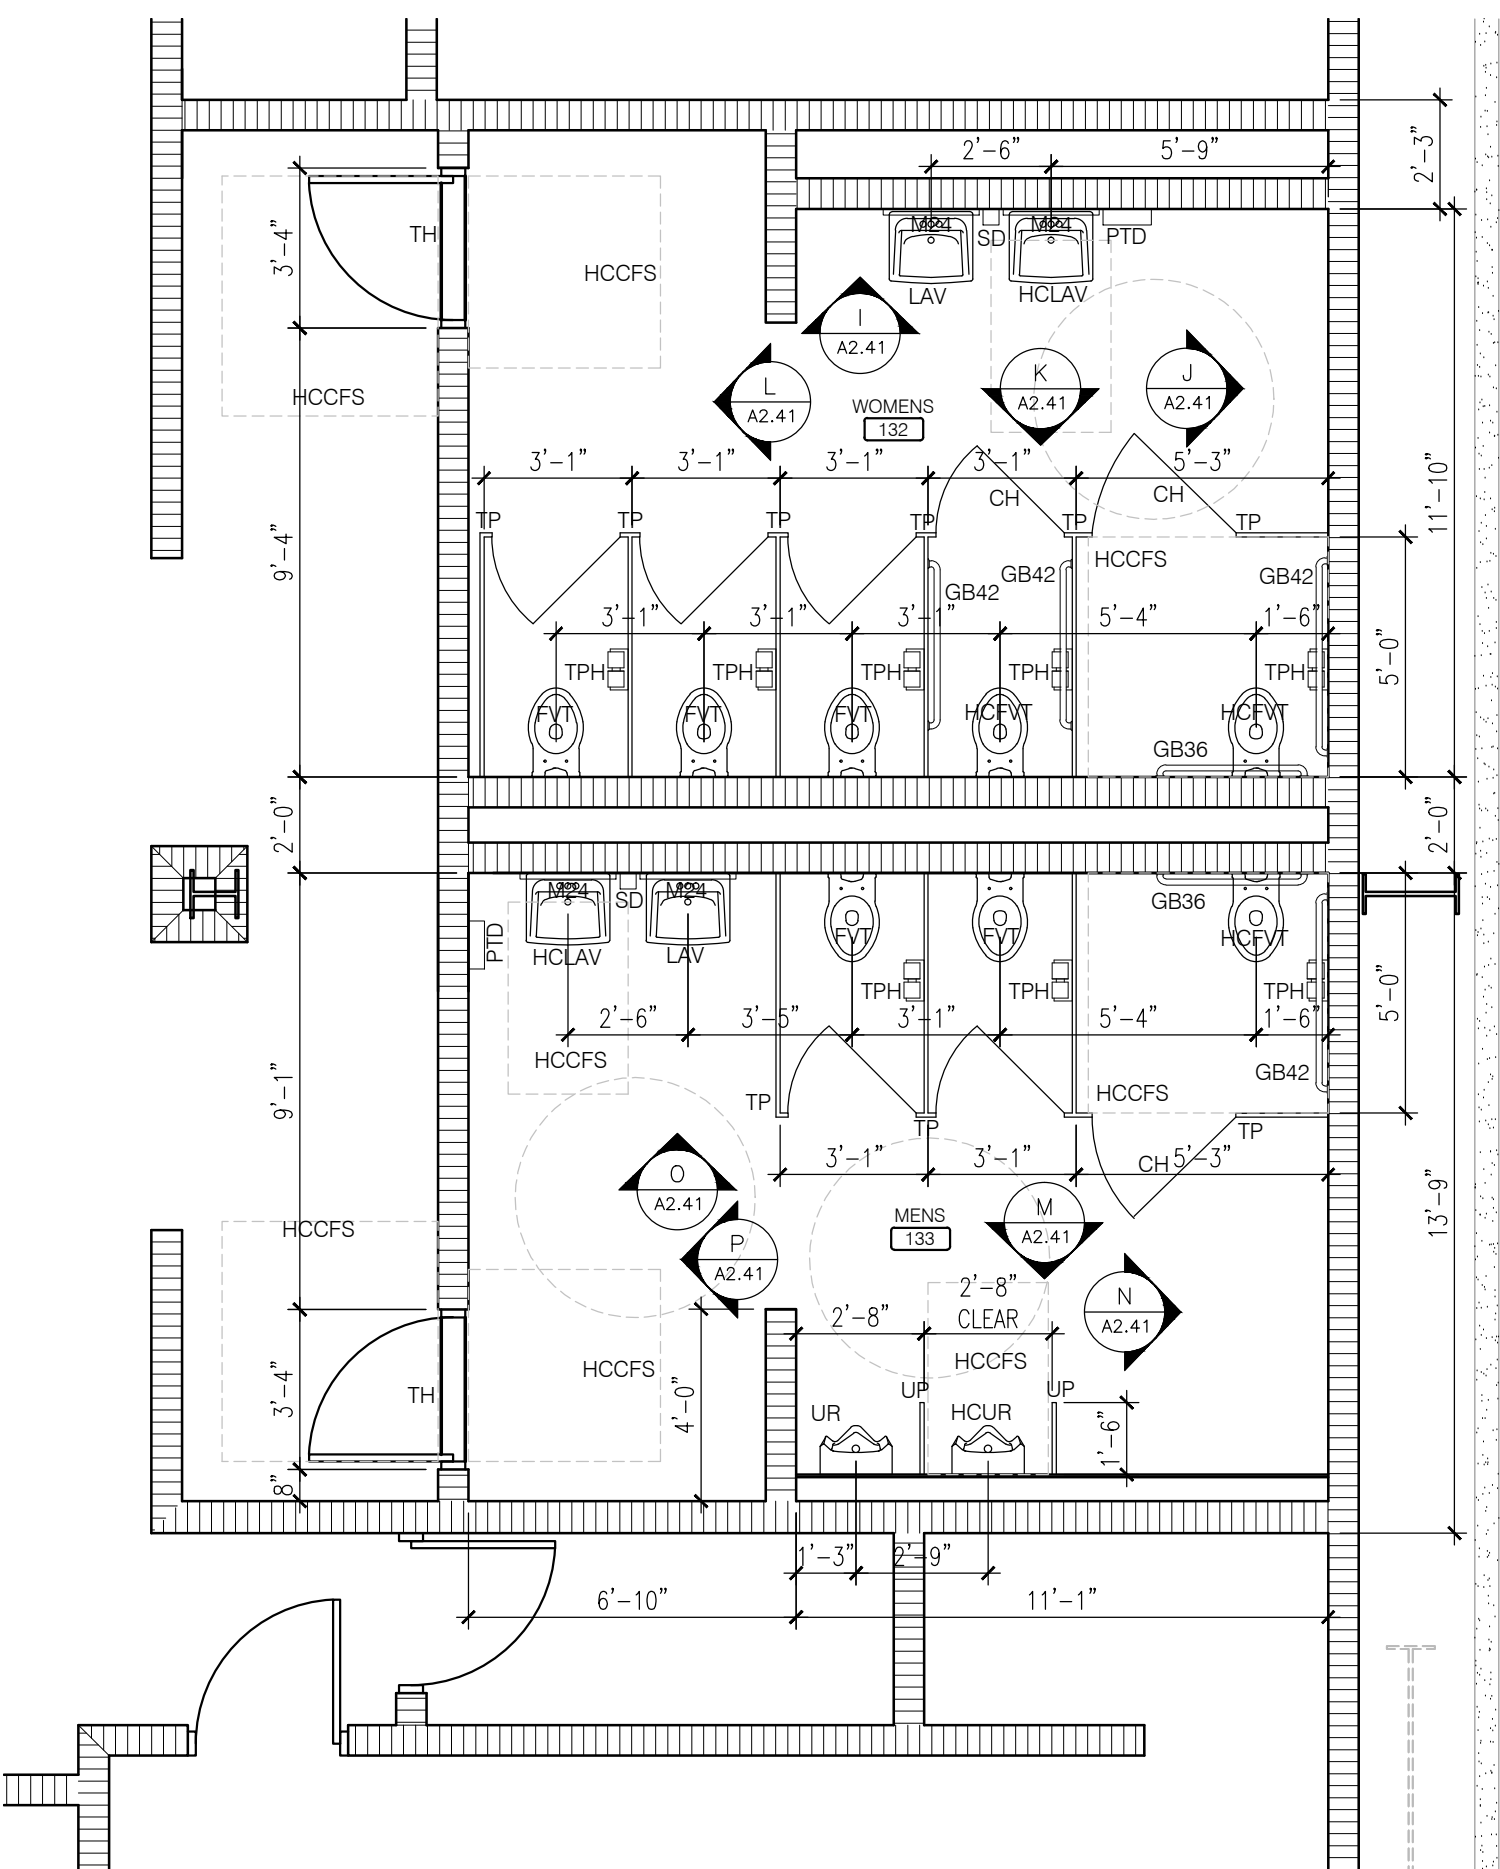 2'-6"
5'-9"
2'-3"
M24
M24
SD
PTD
LAV
HCLAV
TH
3'-4"
HCCFS
HCCFS
I
A2.41
L
A2.41
K
A2.41
J
A2.41
WOMENS
132
3'-1"
3'-1"
3'-1"
3'-1"
5'-3"
11'-10"
CH
CH
TP
TP
TP
TP
TP
TP
9'-4"
HCCFS
GB42
GB42
GB42
3'-1"
3'-1"
3'-1"
5'-4"
1'-6"
5'-0"
TPH
TPH
TPH
TPH
TPH
FVT
FVT
FVT
HCFVT
HCFVT
GB36
2'-0"
2'-0"
M24
M24
SD
PTD
HCLAV
LAV
GB36
FVT
FVT
HCFVT
TPH
TPH
TPH
5'-0"
2'-6"
3'-5"
3'-1"
5'-4"
1'-6"
HCCFS
GB42
HCCFS
9'-1"
TP
TP
TP
3'-1"
3'-1"
CH
5'-3"
13'-9"
O
A2.41
P
A2.41
MENS
133
M
A2.41
N
A2.41
HCCFS
2'-8"
2'-8"
CLEAR
HCCFS
HCCFS
TH
3'-4"
4'-0"
UP
UP
UR
HCUR
1'-6"
8"
1'-3"
2'-9"
6'-10"
11'-1"